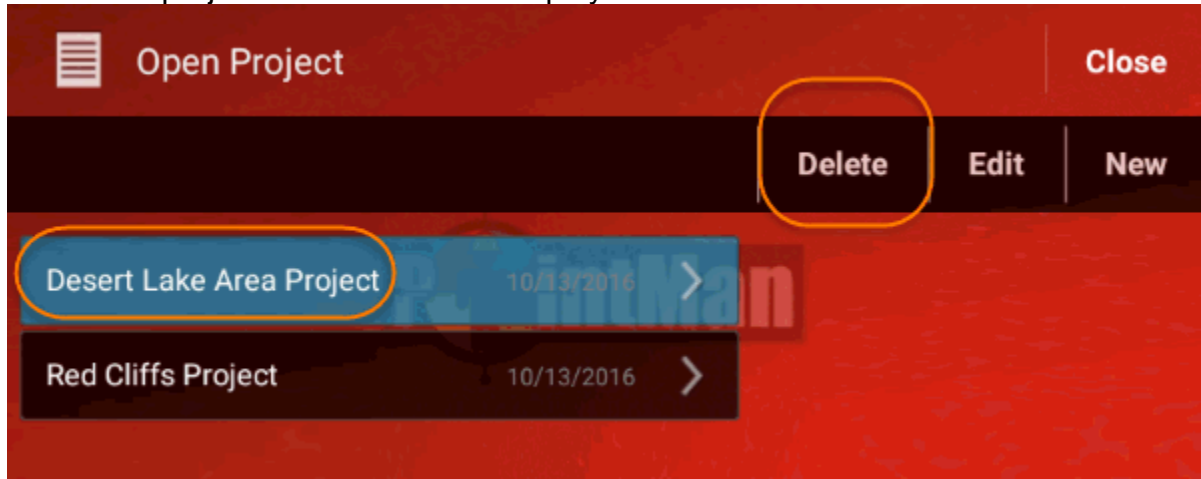 Open Project
Close
Delete
Edit
New
Desert Lake Area Project
10/13/2016
PointMan
Red Cliffs Project
10/13/2016